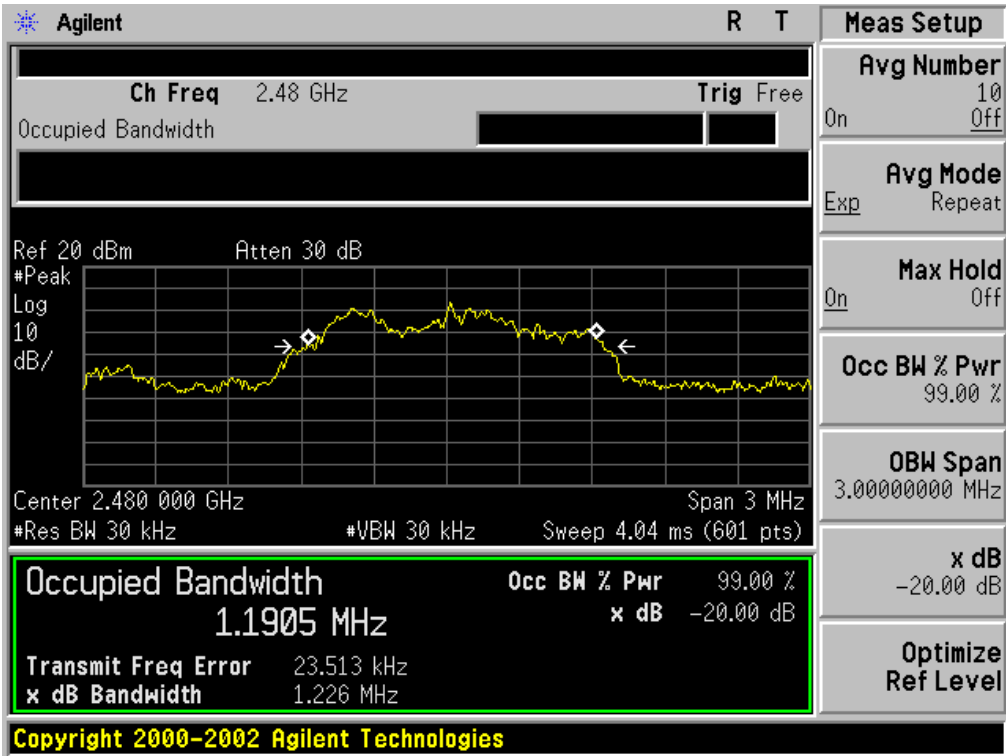 Agilent R T
Ch Freq 2.48 GHz Trig Free
Occupied Bandwidth
Ref 20 dBm Atten 30 dB
#Peak
Log
10
dB/
Center 2.480 000 GHz Span 3 MHz
#Res BW 30 kHz #VBW 30 kHz Sweep 4.04 ms (601 pts)
Occupied Bandwidth
1.1905 MHz
Occ BW % Pwr 99.00 %
x dB -20.00 dB
Transmit Freq Error 23.513 kHz
x dB Bandwidth 1.226 MHz
Copyright 2000-2002 Agilent Technologies
Meas Setup
Avg Number
10
On Off
Avg Mode
Exp Repeat
Max Hold
On Off
Occ BW % Pwr
99.00 %
OBW Span
3.00000000 MHz
x dB
-20.00 dB
Optimize
Ref Level